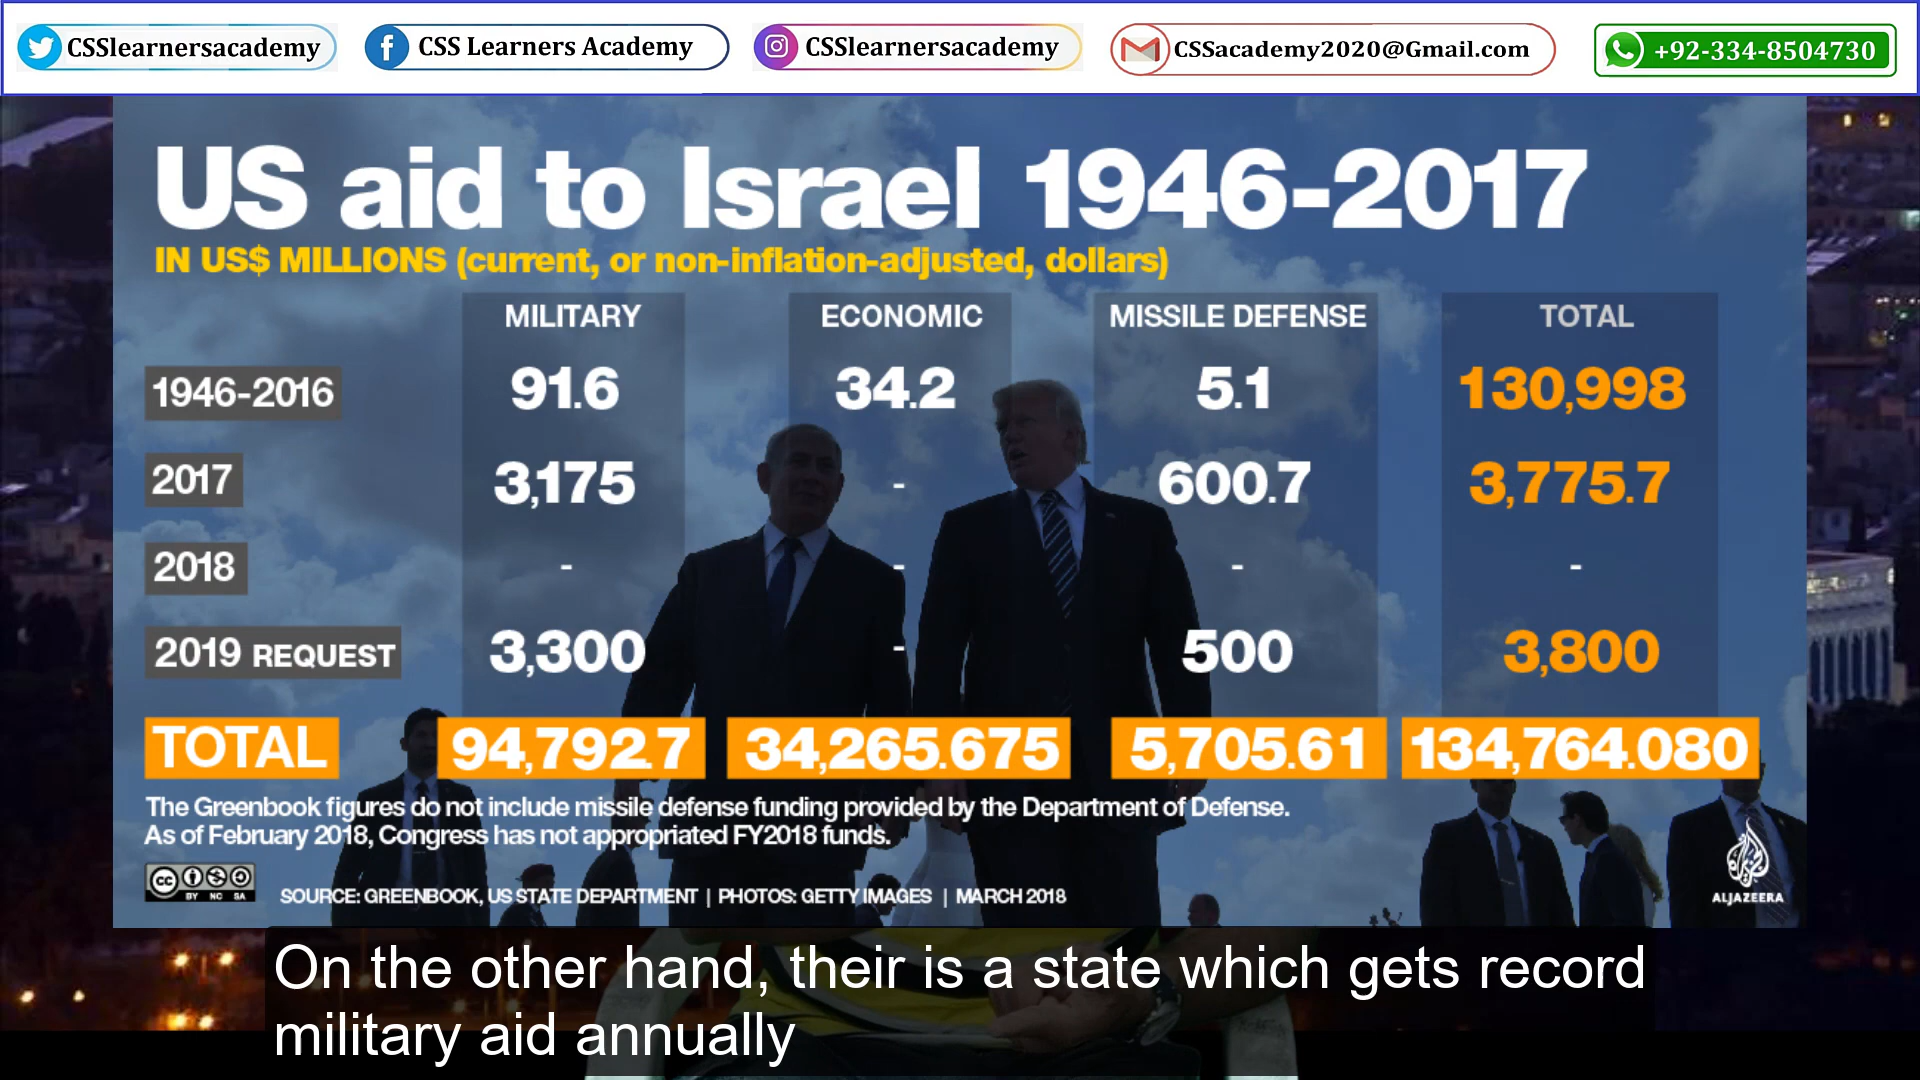 CSSlearnersacademy
CSS Learners Academy
CSSlearnersacademy
CSSacademy2020@Gmail.com
+92-334-8504730
US aid to Israel 1946-2017
IN US$ MILLIONS (current, or non-inflation-adjusted, dollars)
MILITARY ECONOMIC MISSILE DEFENSE TOTAL
1946-2016 91.6 34.2 5.1 130,998
2017 3,175 - 600.7 3,775.7
2018 - - - -
2019 REQUEST 3,300 - 500 3,800
TOTAL 94,792.7 34,265.675 5,705.61 134,764.080
The Greenbook figures do not include missile defense funding provided by the Department of Defense.
As of February 2018, Congress has not appropriated FY2018 funds.
cc BY NC SA
SOURCE: GREENBOOK, US STATE DEPARTMENT | PHOTOS: GETTY IMAGES | MARCH 2018
ALJAZEERA
On the other hand, their is a state which gets record
military aid annually